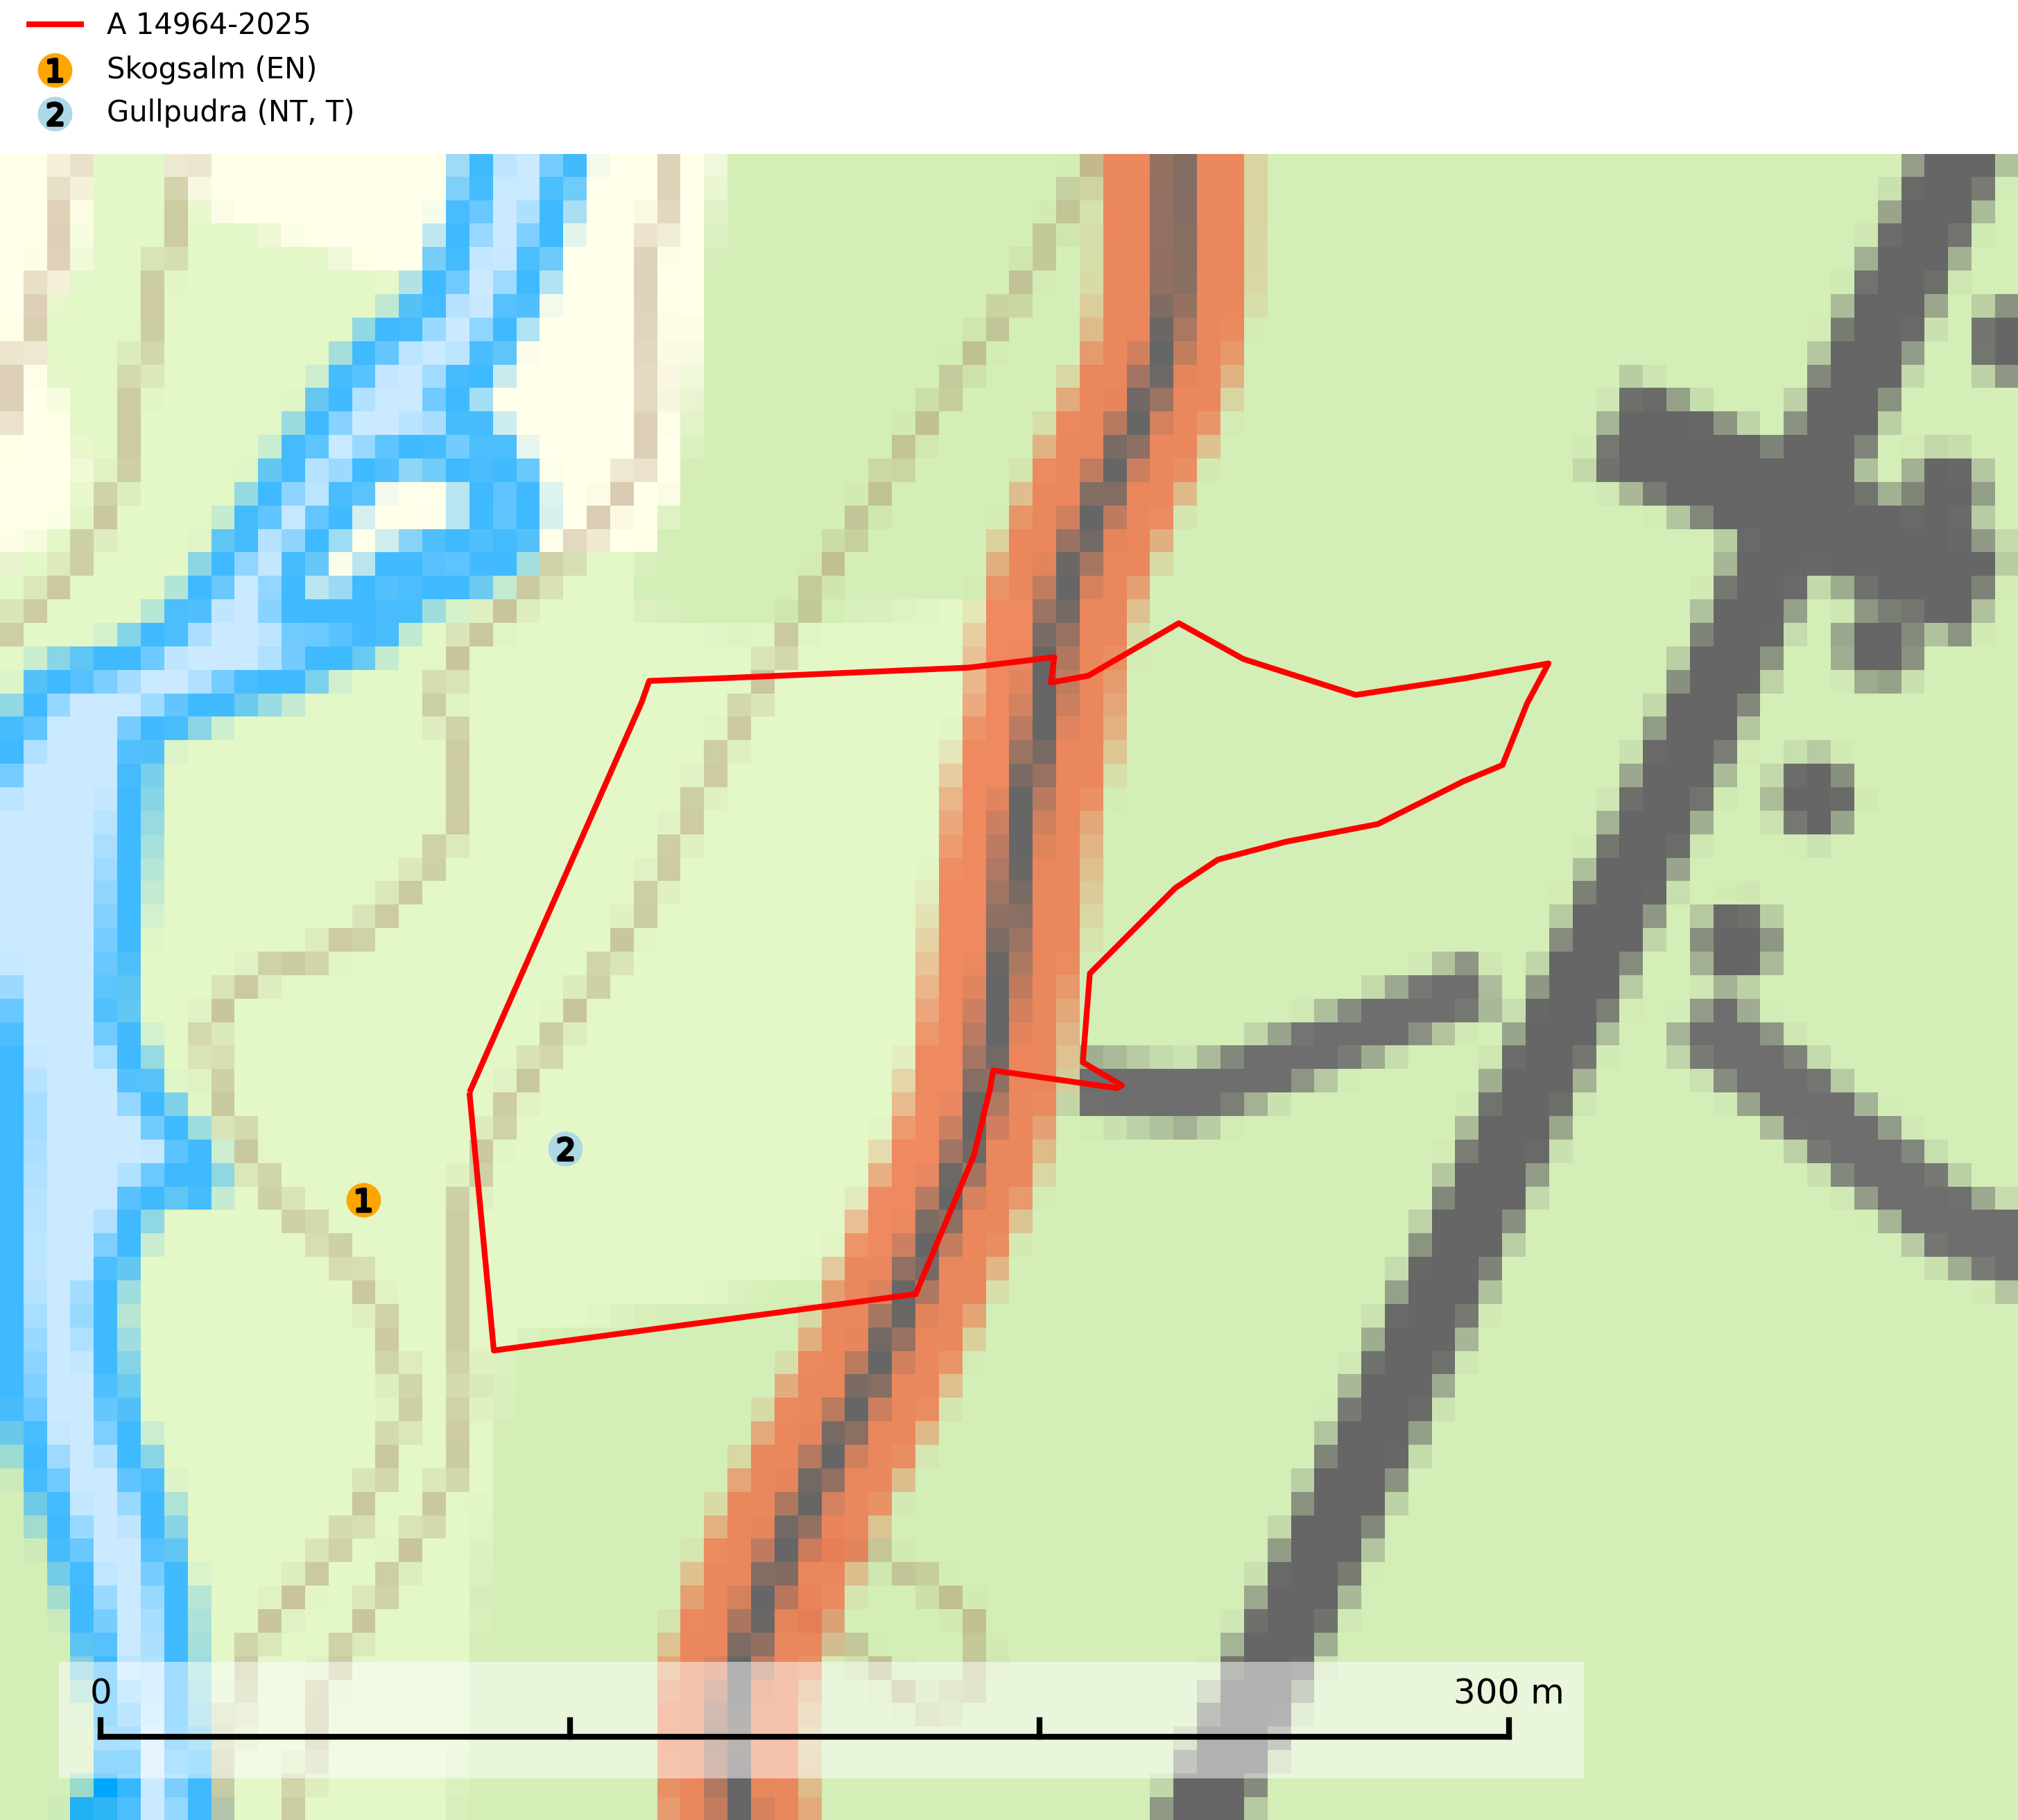 A 14964-2025
1 Skogsalm (EN)
2 Gullpudra (NT, T)
2
1
0 300 m